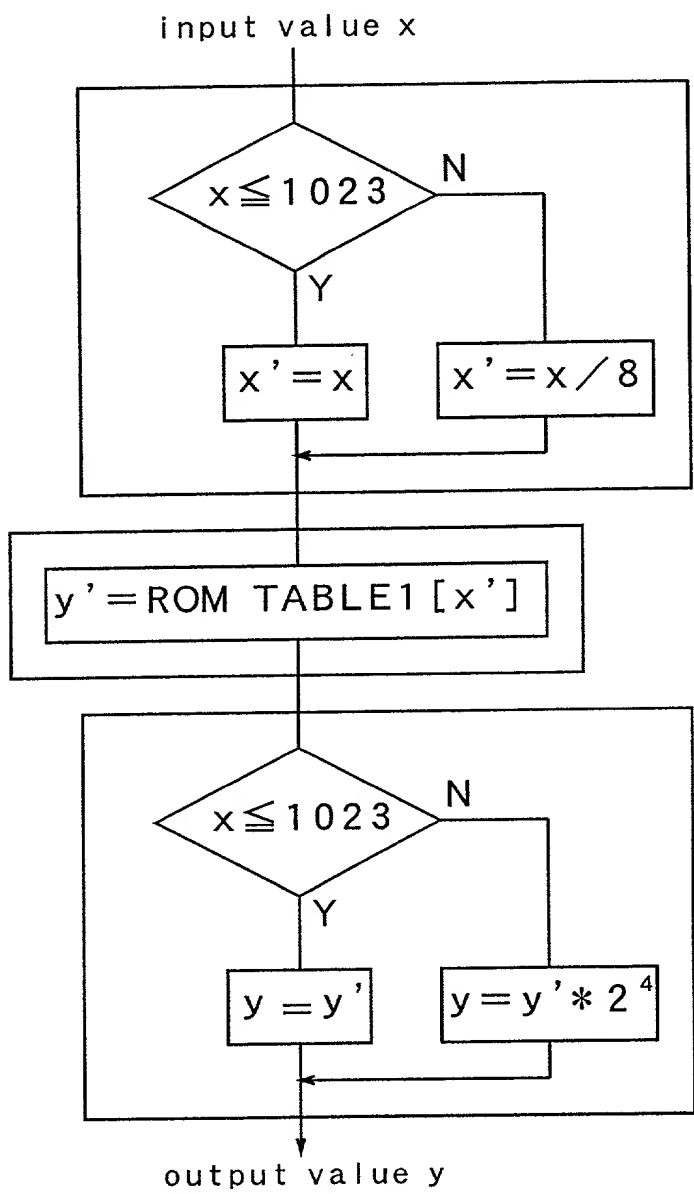 input value x
x≦1023
N
Y
x'=x
x'=x/8
y'=ROM TABLE1[x']
x≦1023
N
Y
y=y'
y=y'*2⁴
output value y